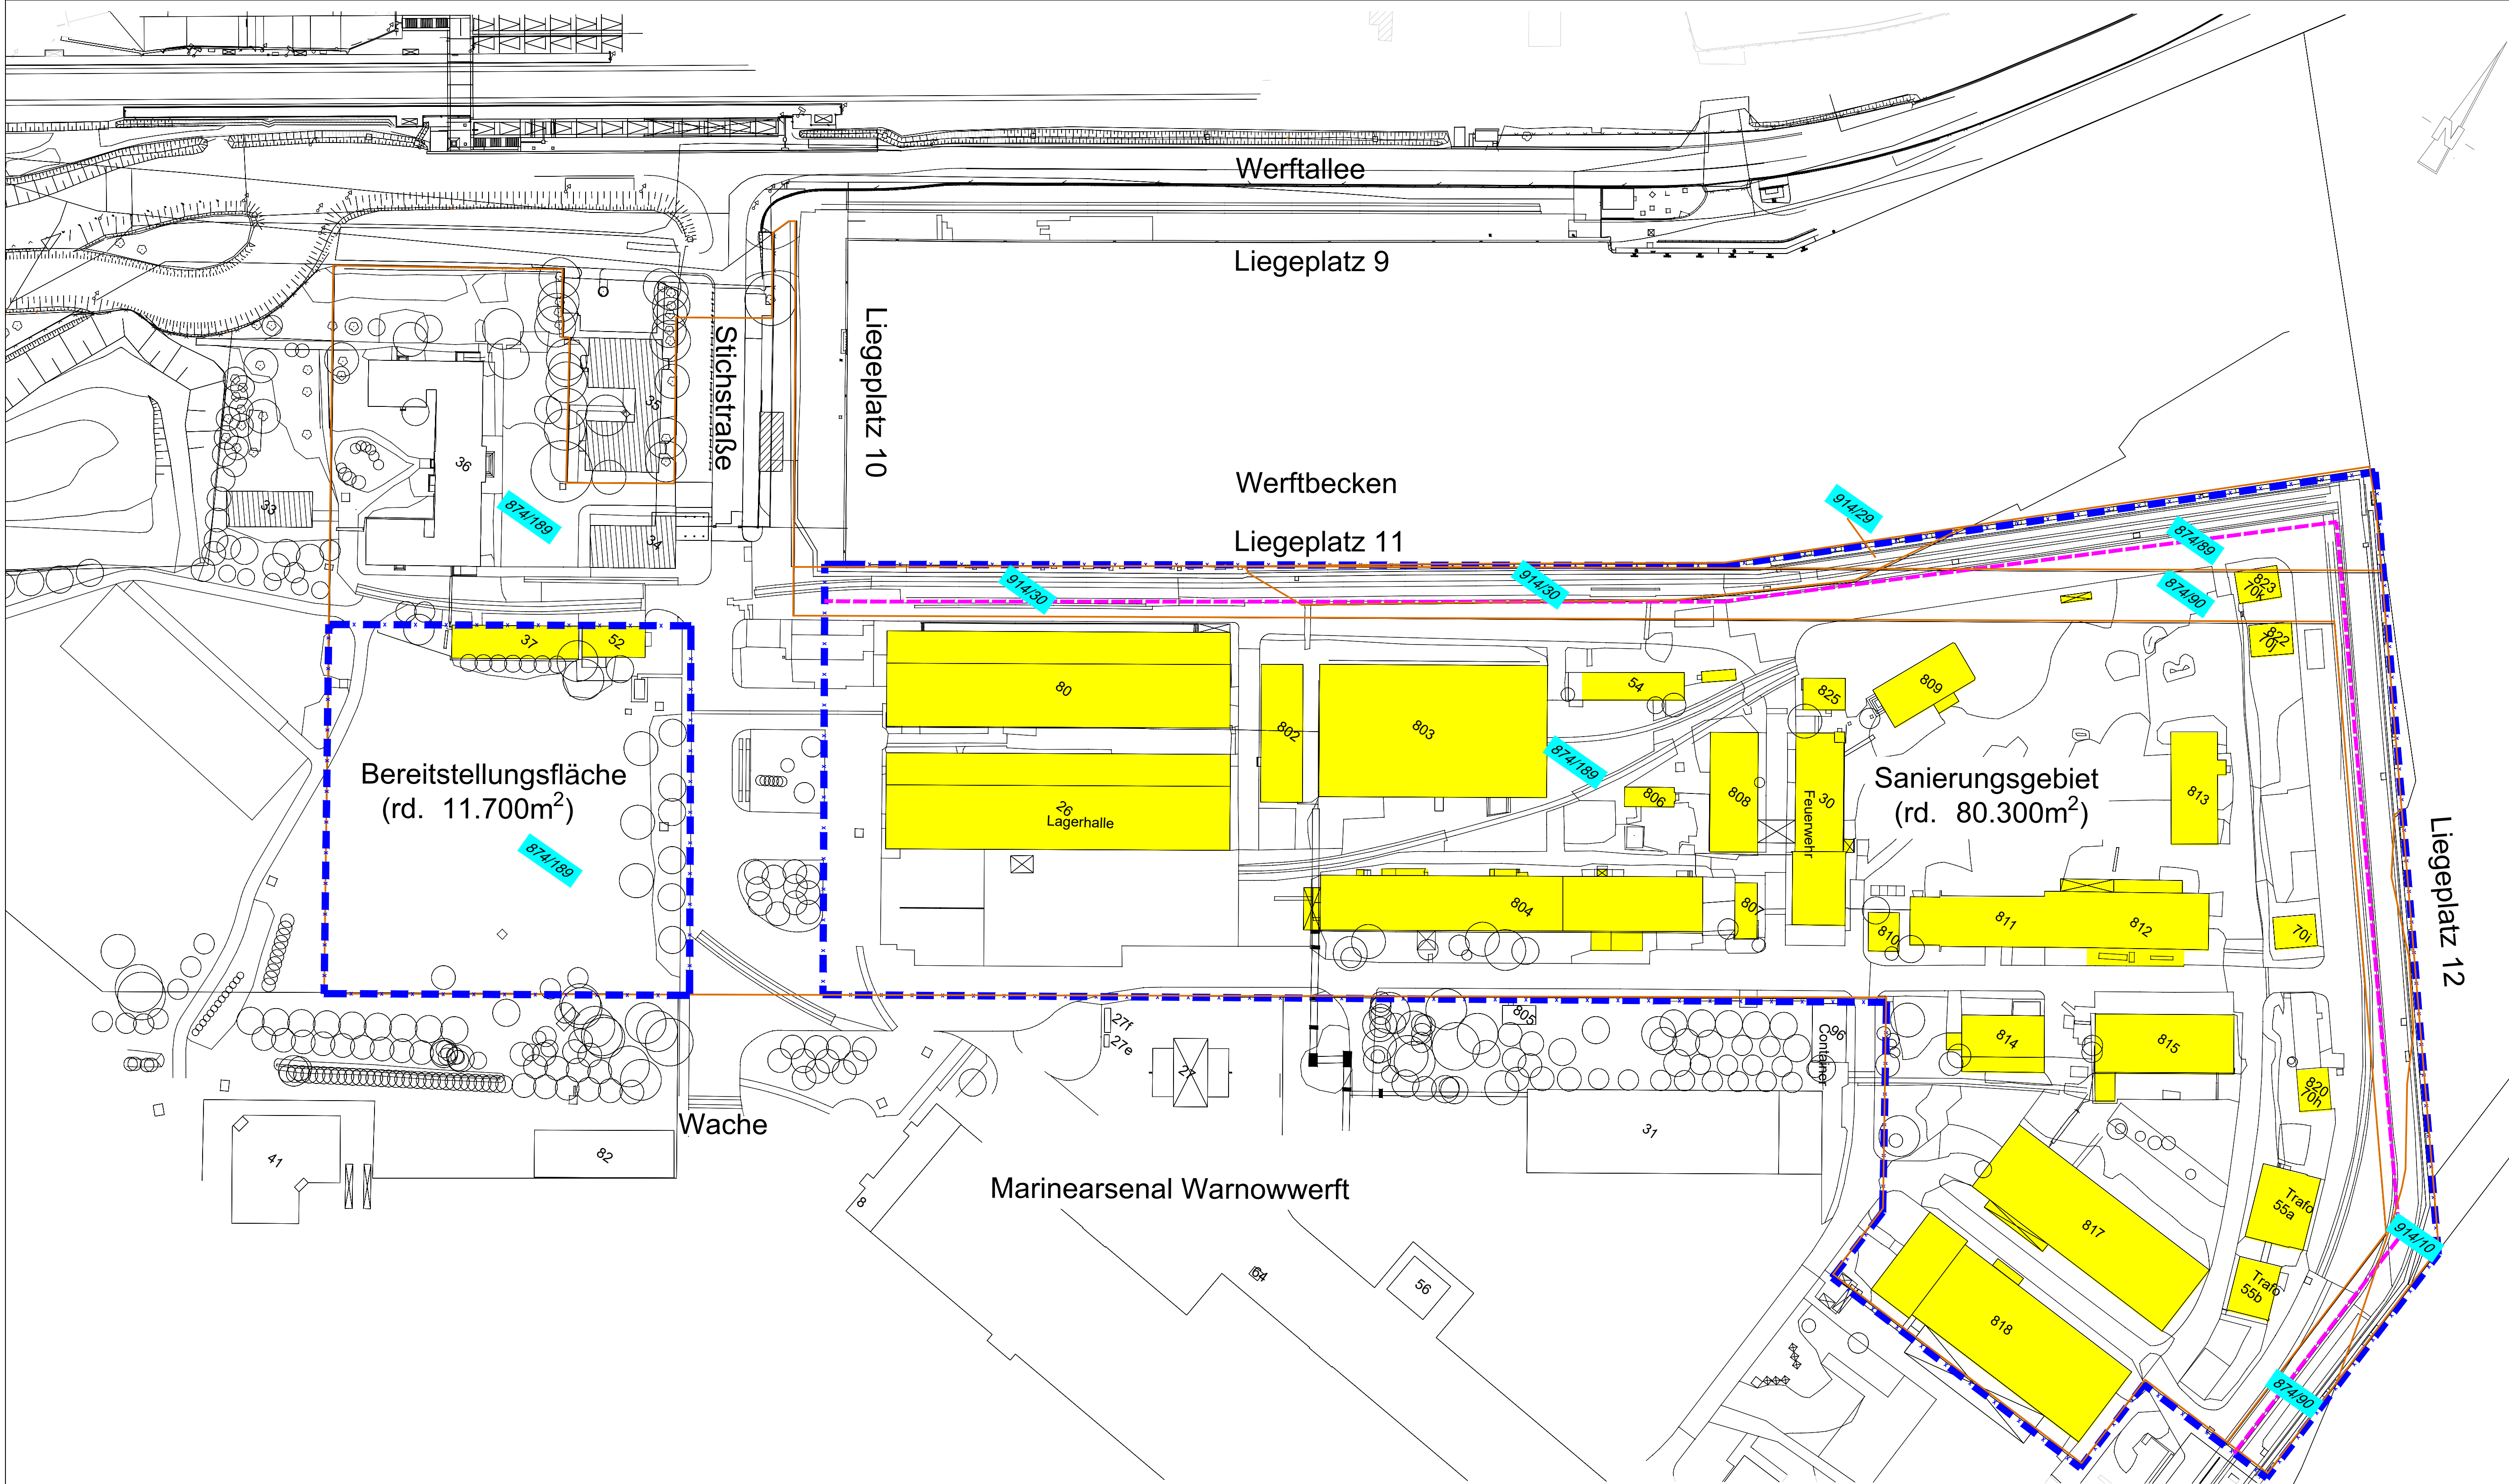 N
Werftallee
Liegeplatz 9
Liegeplatz 10
Stichstraße
35
36
33
34
874/189
Werftbecken
Liegeplatz 11
914/29
874/89
874/90
914/30
914/30
823
70k
822
70j
37
52
80
802
803
54
825
809
874/189
Bereitstellungsfläche
(rd. 11.700m²)
874/189
26
Lagerhalle
806
808
30
Feuerwehr
Sanierungsgebiet
(rd. 80.300m²)
813
Liegeplatz 12
804
807
810
811
812
70i
27f
27e
24
805
96
Container
814
815
820
70h
Wache
41
82
8
31
Marinearsenal Warnowwerft
64
56
817
818
Trafo
55a
Trafo
55b
914/10
874/90